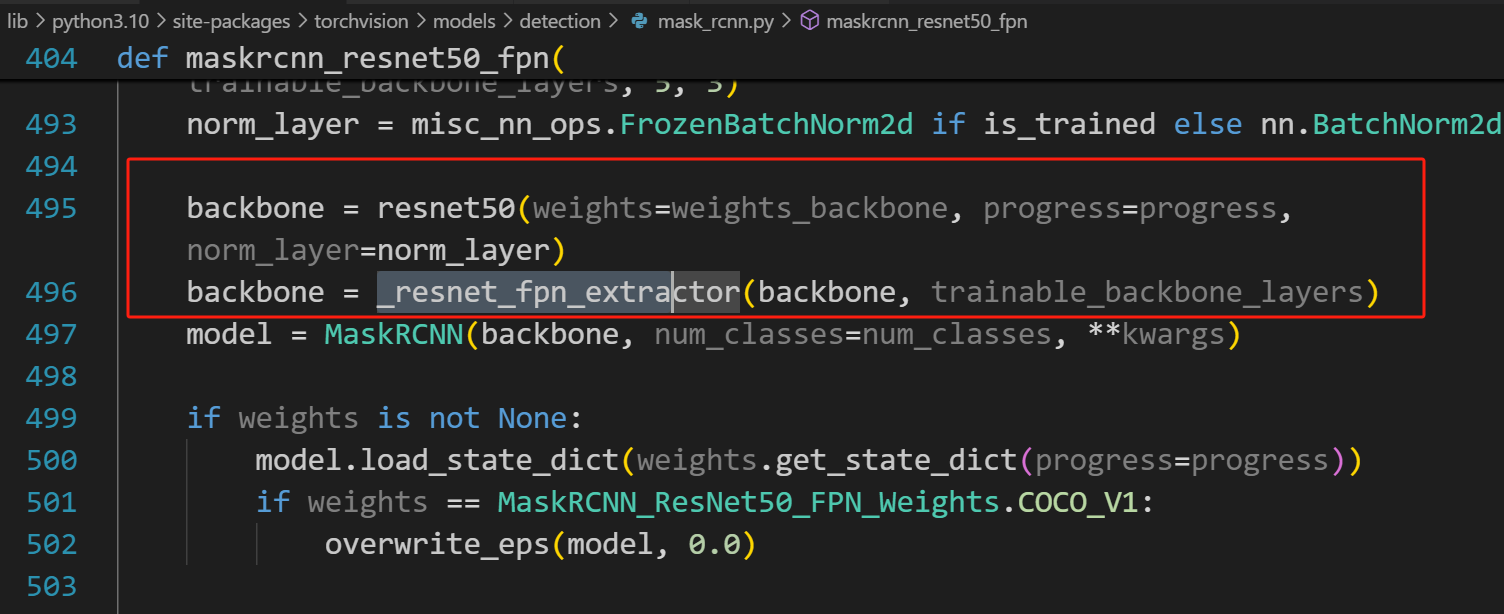 lib > python3.10 > site-packages > torchvision > models > detection > mask_rcnn.py > maskrcnn_resnet50_fpn
404 def maskrcnn_resnet50_fpn(
trainable_backbone_layers, 5, 3)
493 norm_layer = misc_nn_ops.FrozenBatchNorm2d if is_trained else nn.BatchNorm2d
494
495 backbone = resnet50(weights=weights_backbone, progress=progress,
norm_layer=norm_layer)
496 backbone = _resnet_fpn_extractor(backbone, trainable_backbone_layers)
497 model = MaskRCNN(backbone, num_classes=num_classes, **kwargs)
498
499 if weights is not None:
500 model.load_state_dict(weights.get_state_dict(progress=progress))
501 if weights == MaskRCNN_ResNet50_FPN_Weights.COCO_V1:
502 overwrite_eps(model, 0.0)
503